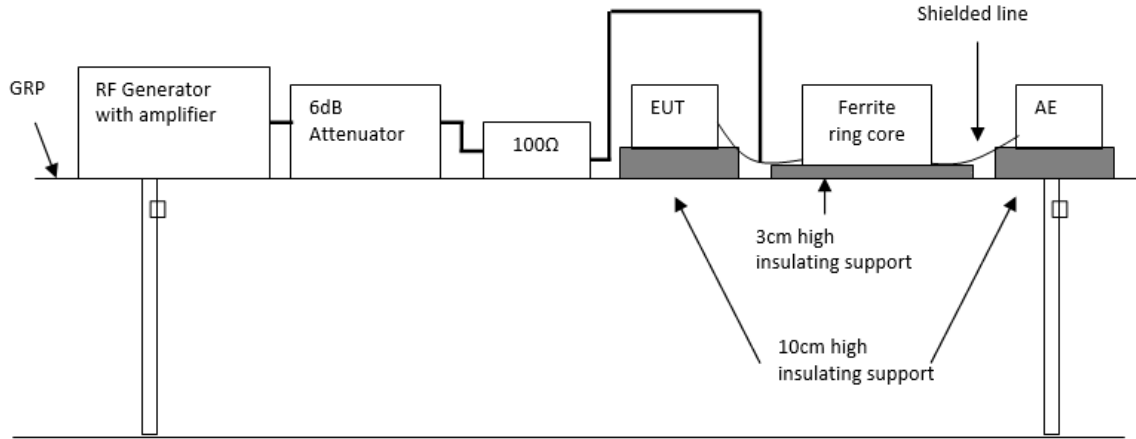 Shielded line
GRP
RF Generator
with amplifier
6dB
Attenuator
100Ω
EUT
Ferrite
ring core
AE
3cm high
insulating support
10cm high
insulating support